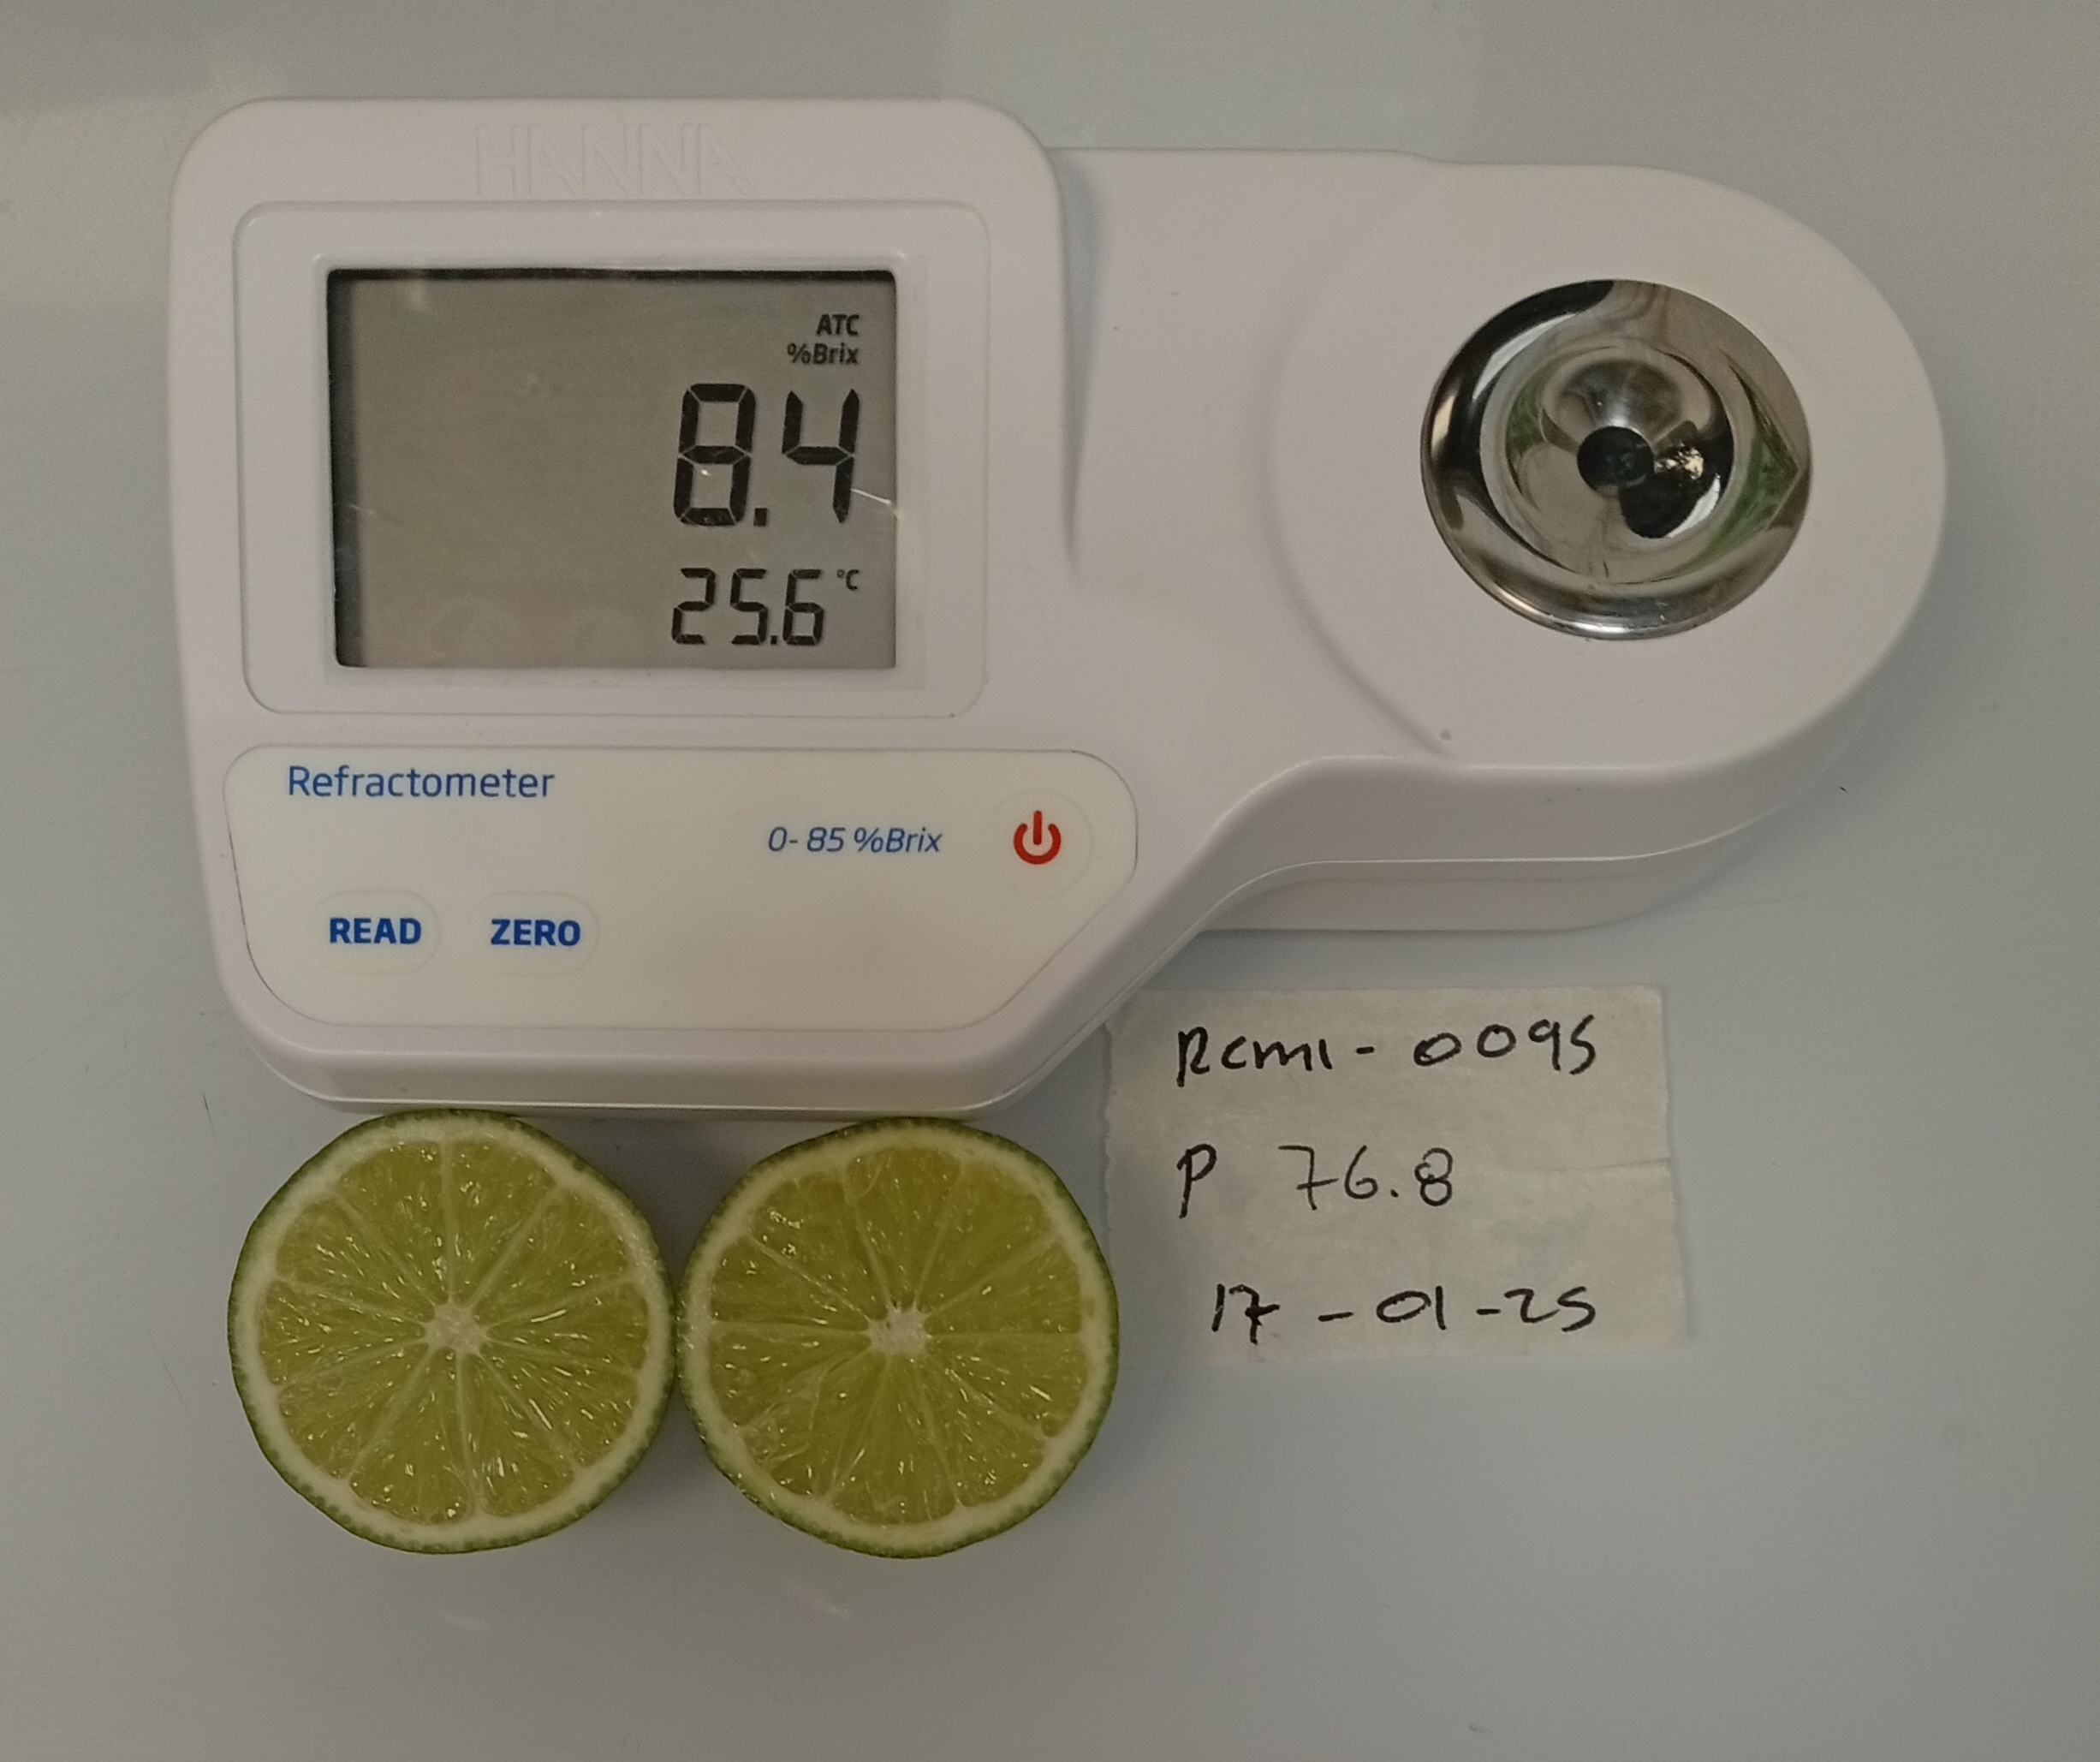 HANNA
ATC
%Brix
8.4
25.6 °C
Refractometer
0-85 %Brix
READ ZERO
RCM1-0095
P 76.8
17-01-25